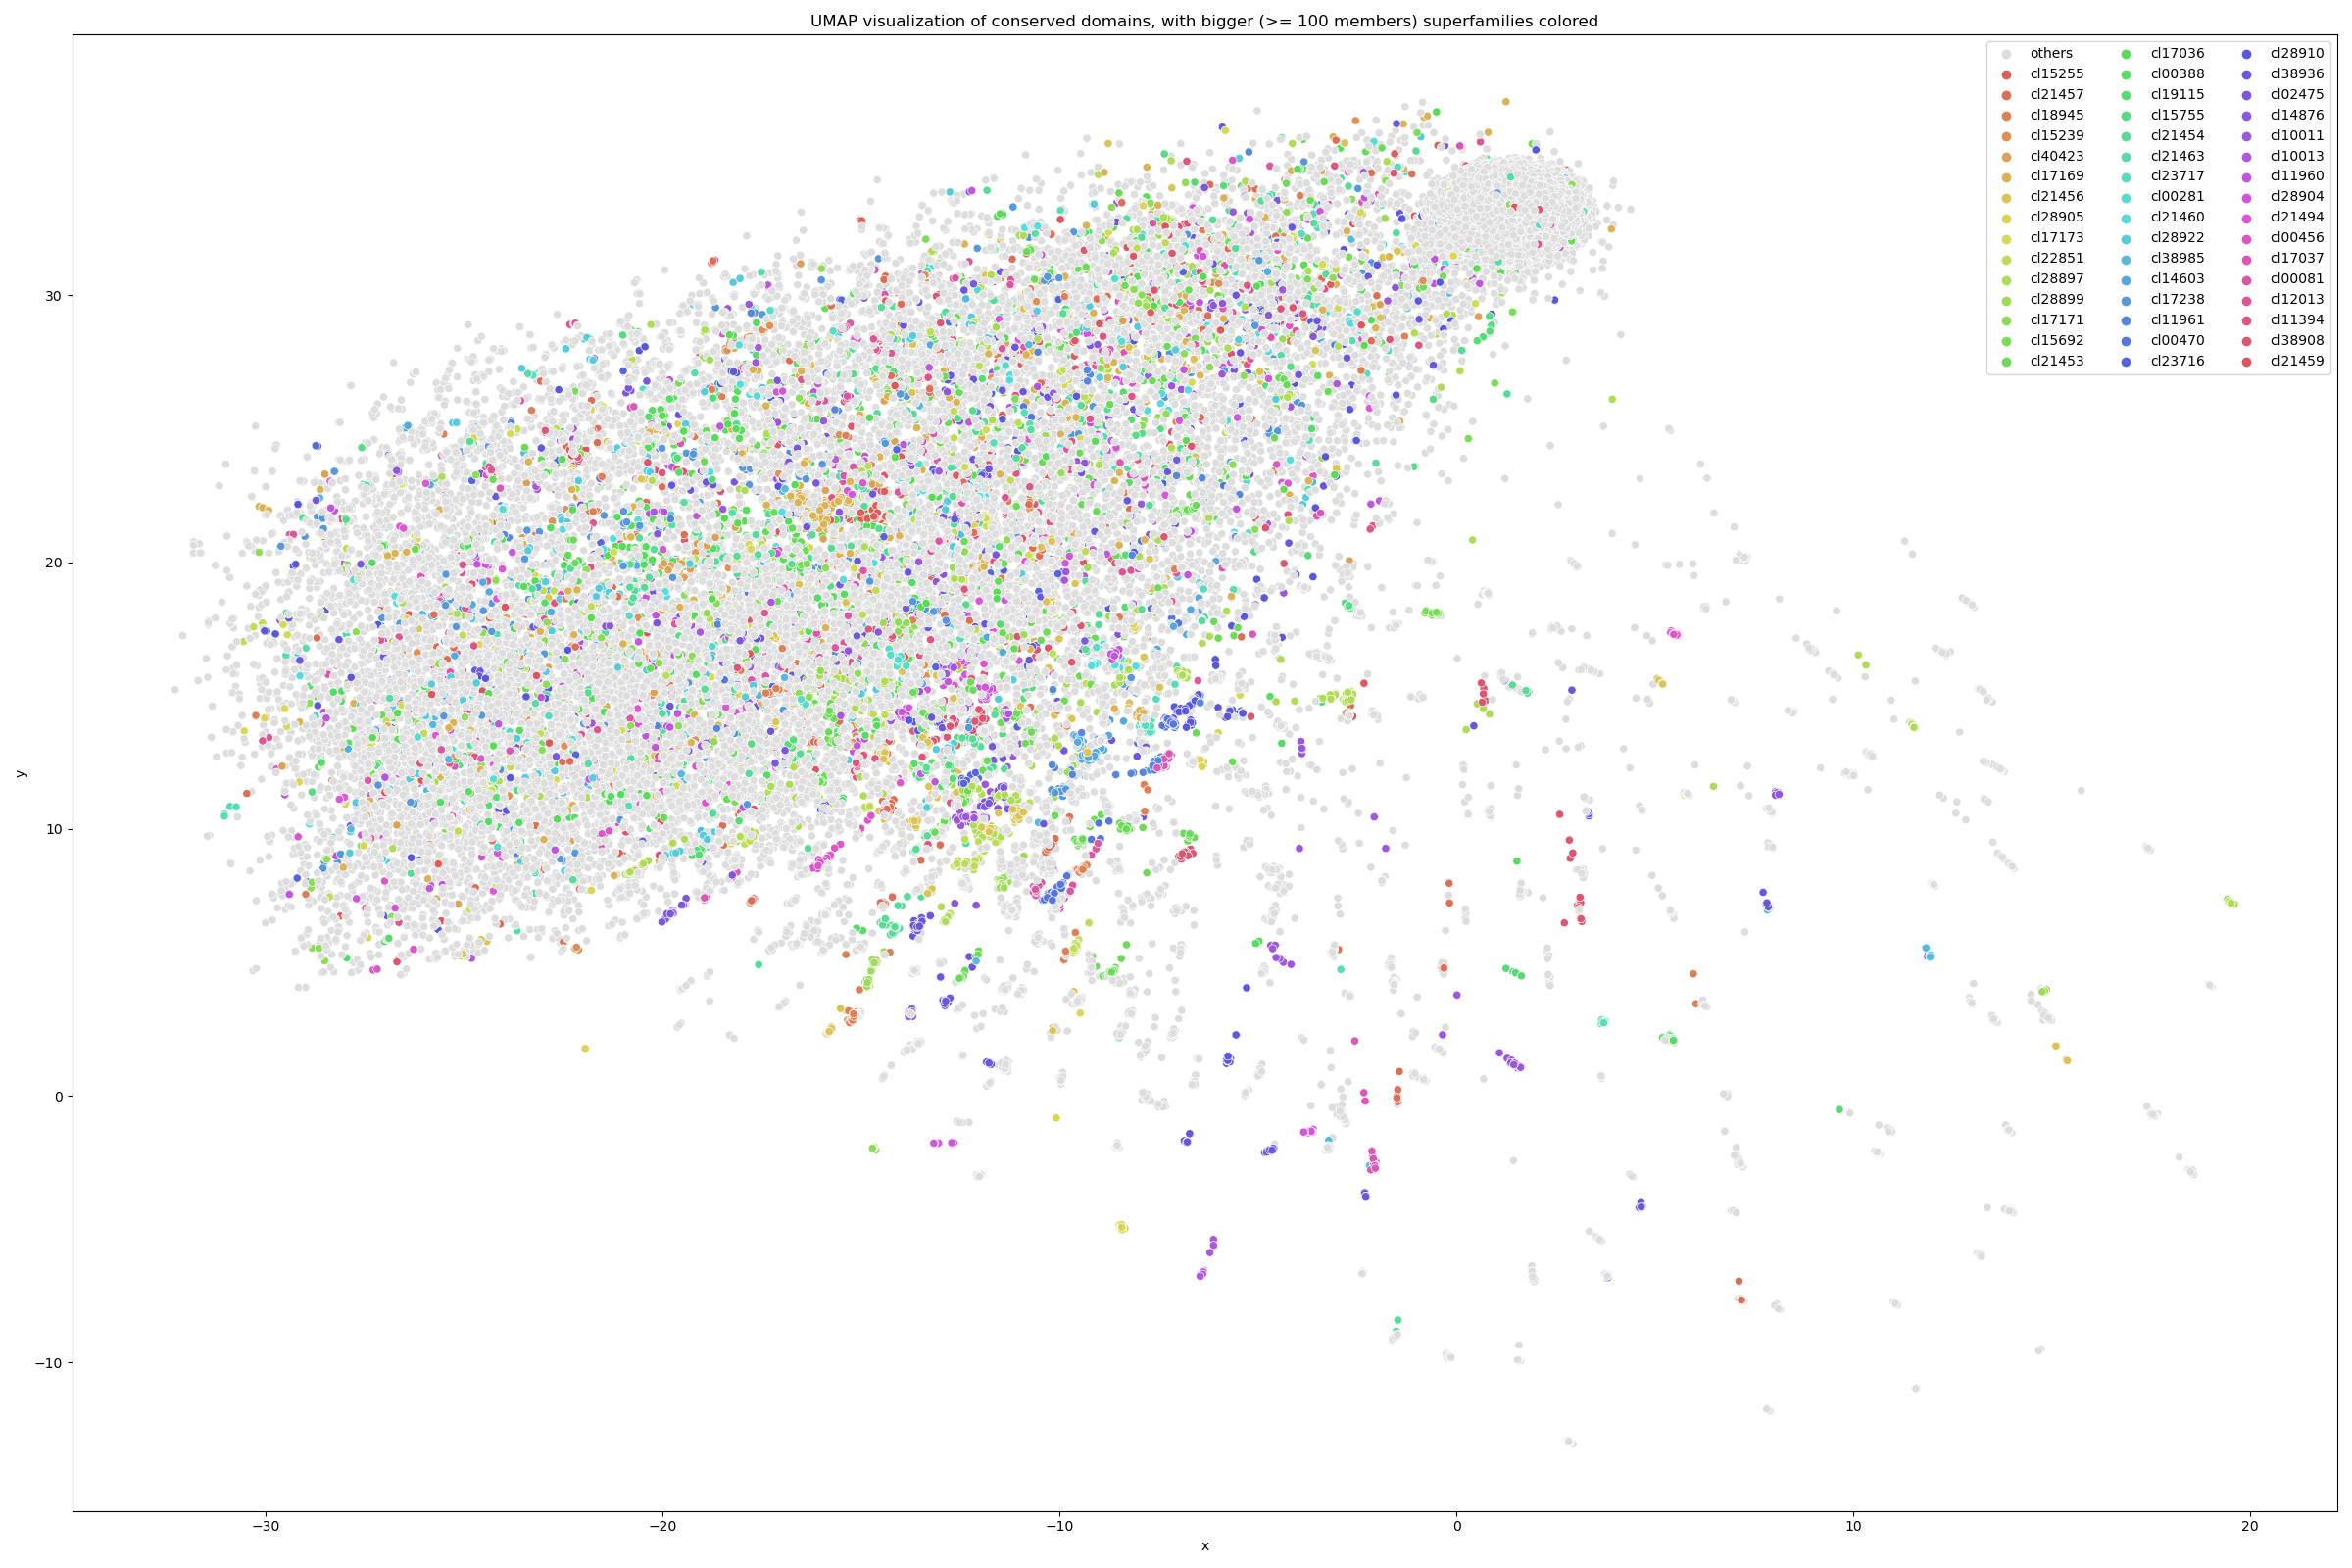 UMAP visualization of conserved domains, with bigger (>= 100 members) superfamilies colored
others
cl15255
cl21457
cl18945
cl15239
cl40423
cl17169
cl21456
cl28905
cl17173
cl22851
cl28897
cl28899
cl17171
cl15692
cl21453
cl17036
cl00388
cl19115
cl15755
cl21454
cl21463
cl23717
cl00281
cl21460
cl28922
cl38985
cl14603
cl17238
cl11961
cl00470
cl23716
cl28910
cl38936
cl02475
cl14876
cl10011
cl10013
cl11960
cl28904
cl21494
cl00456
cl17037
cl00081
cl12013
cl11394
cl38908
cl21459
y
30
20
10
0
−10
−30
−20
−10
0
10
20
x